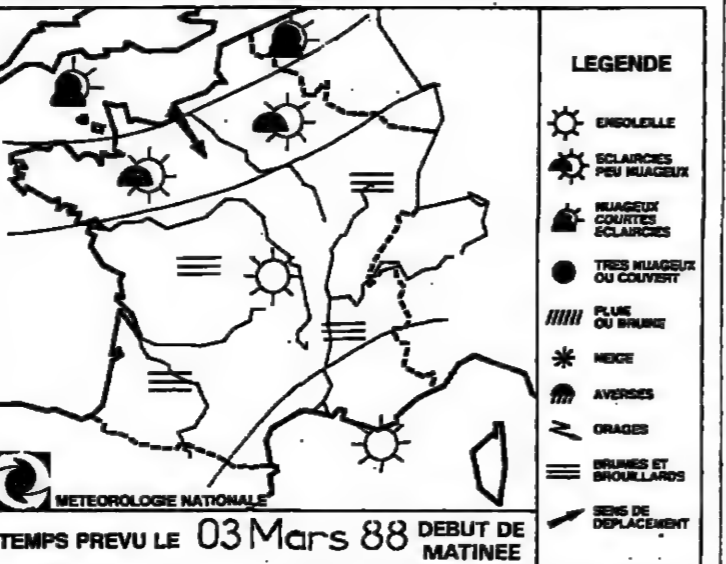 LEGENDE
ENSOLEILLE
ECLAIRCIES
PEU NUAGEUX
NUAGEUX
COURTES
ECLAIRCIES
TRES NUAGEUX
OU COUVERT
PLUIE
OU BRUINE
NEIGE
AVERSES
ORAGES
BRUMES ET
BROUILLARDS
SENS DE
DEPLACEMENT
METEOROLOGIE NATIONALE
TEMPS PREVU LE 03 Mars 88 DEBUT DE
MATINEE